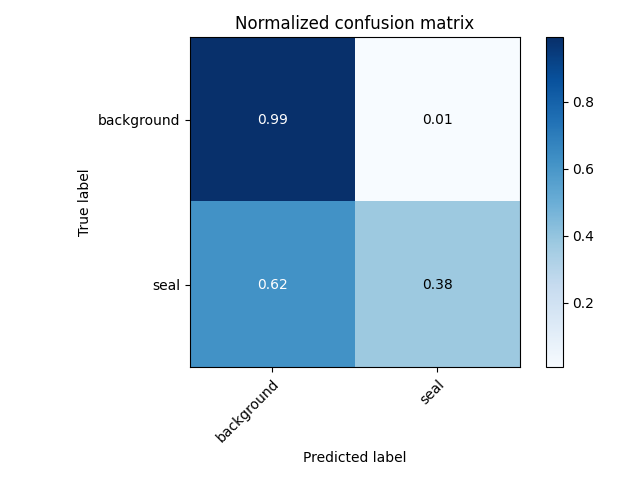 Normalized confusion matrix
True label
background
0.99
0.01
seal
0.62
0.38
background
seal
Predicted label
0.8
0.6
0.4
0.2